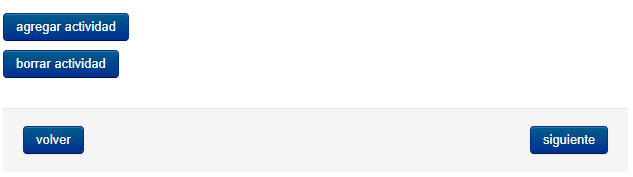 agregar actividad
borrar actividad
volver siguiente